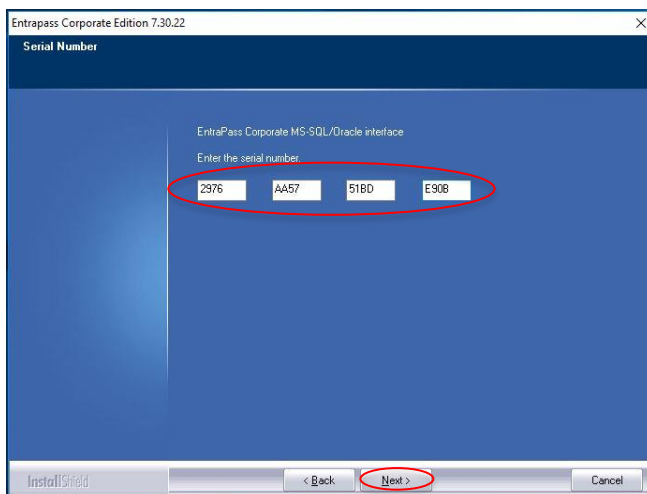 Entrapass Corporate Edition 7.30.22
Serial Number
EntraPass Corporate MS-SQL/Oracle interface
Enter the serial number.
2976 AA57 51BD E90B
InstallShield
< Back Next > Cancel